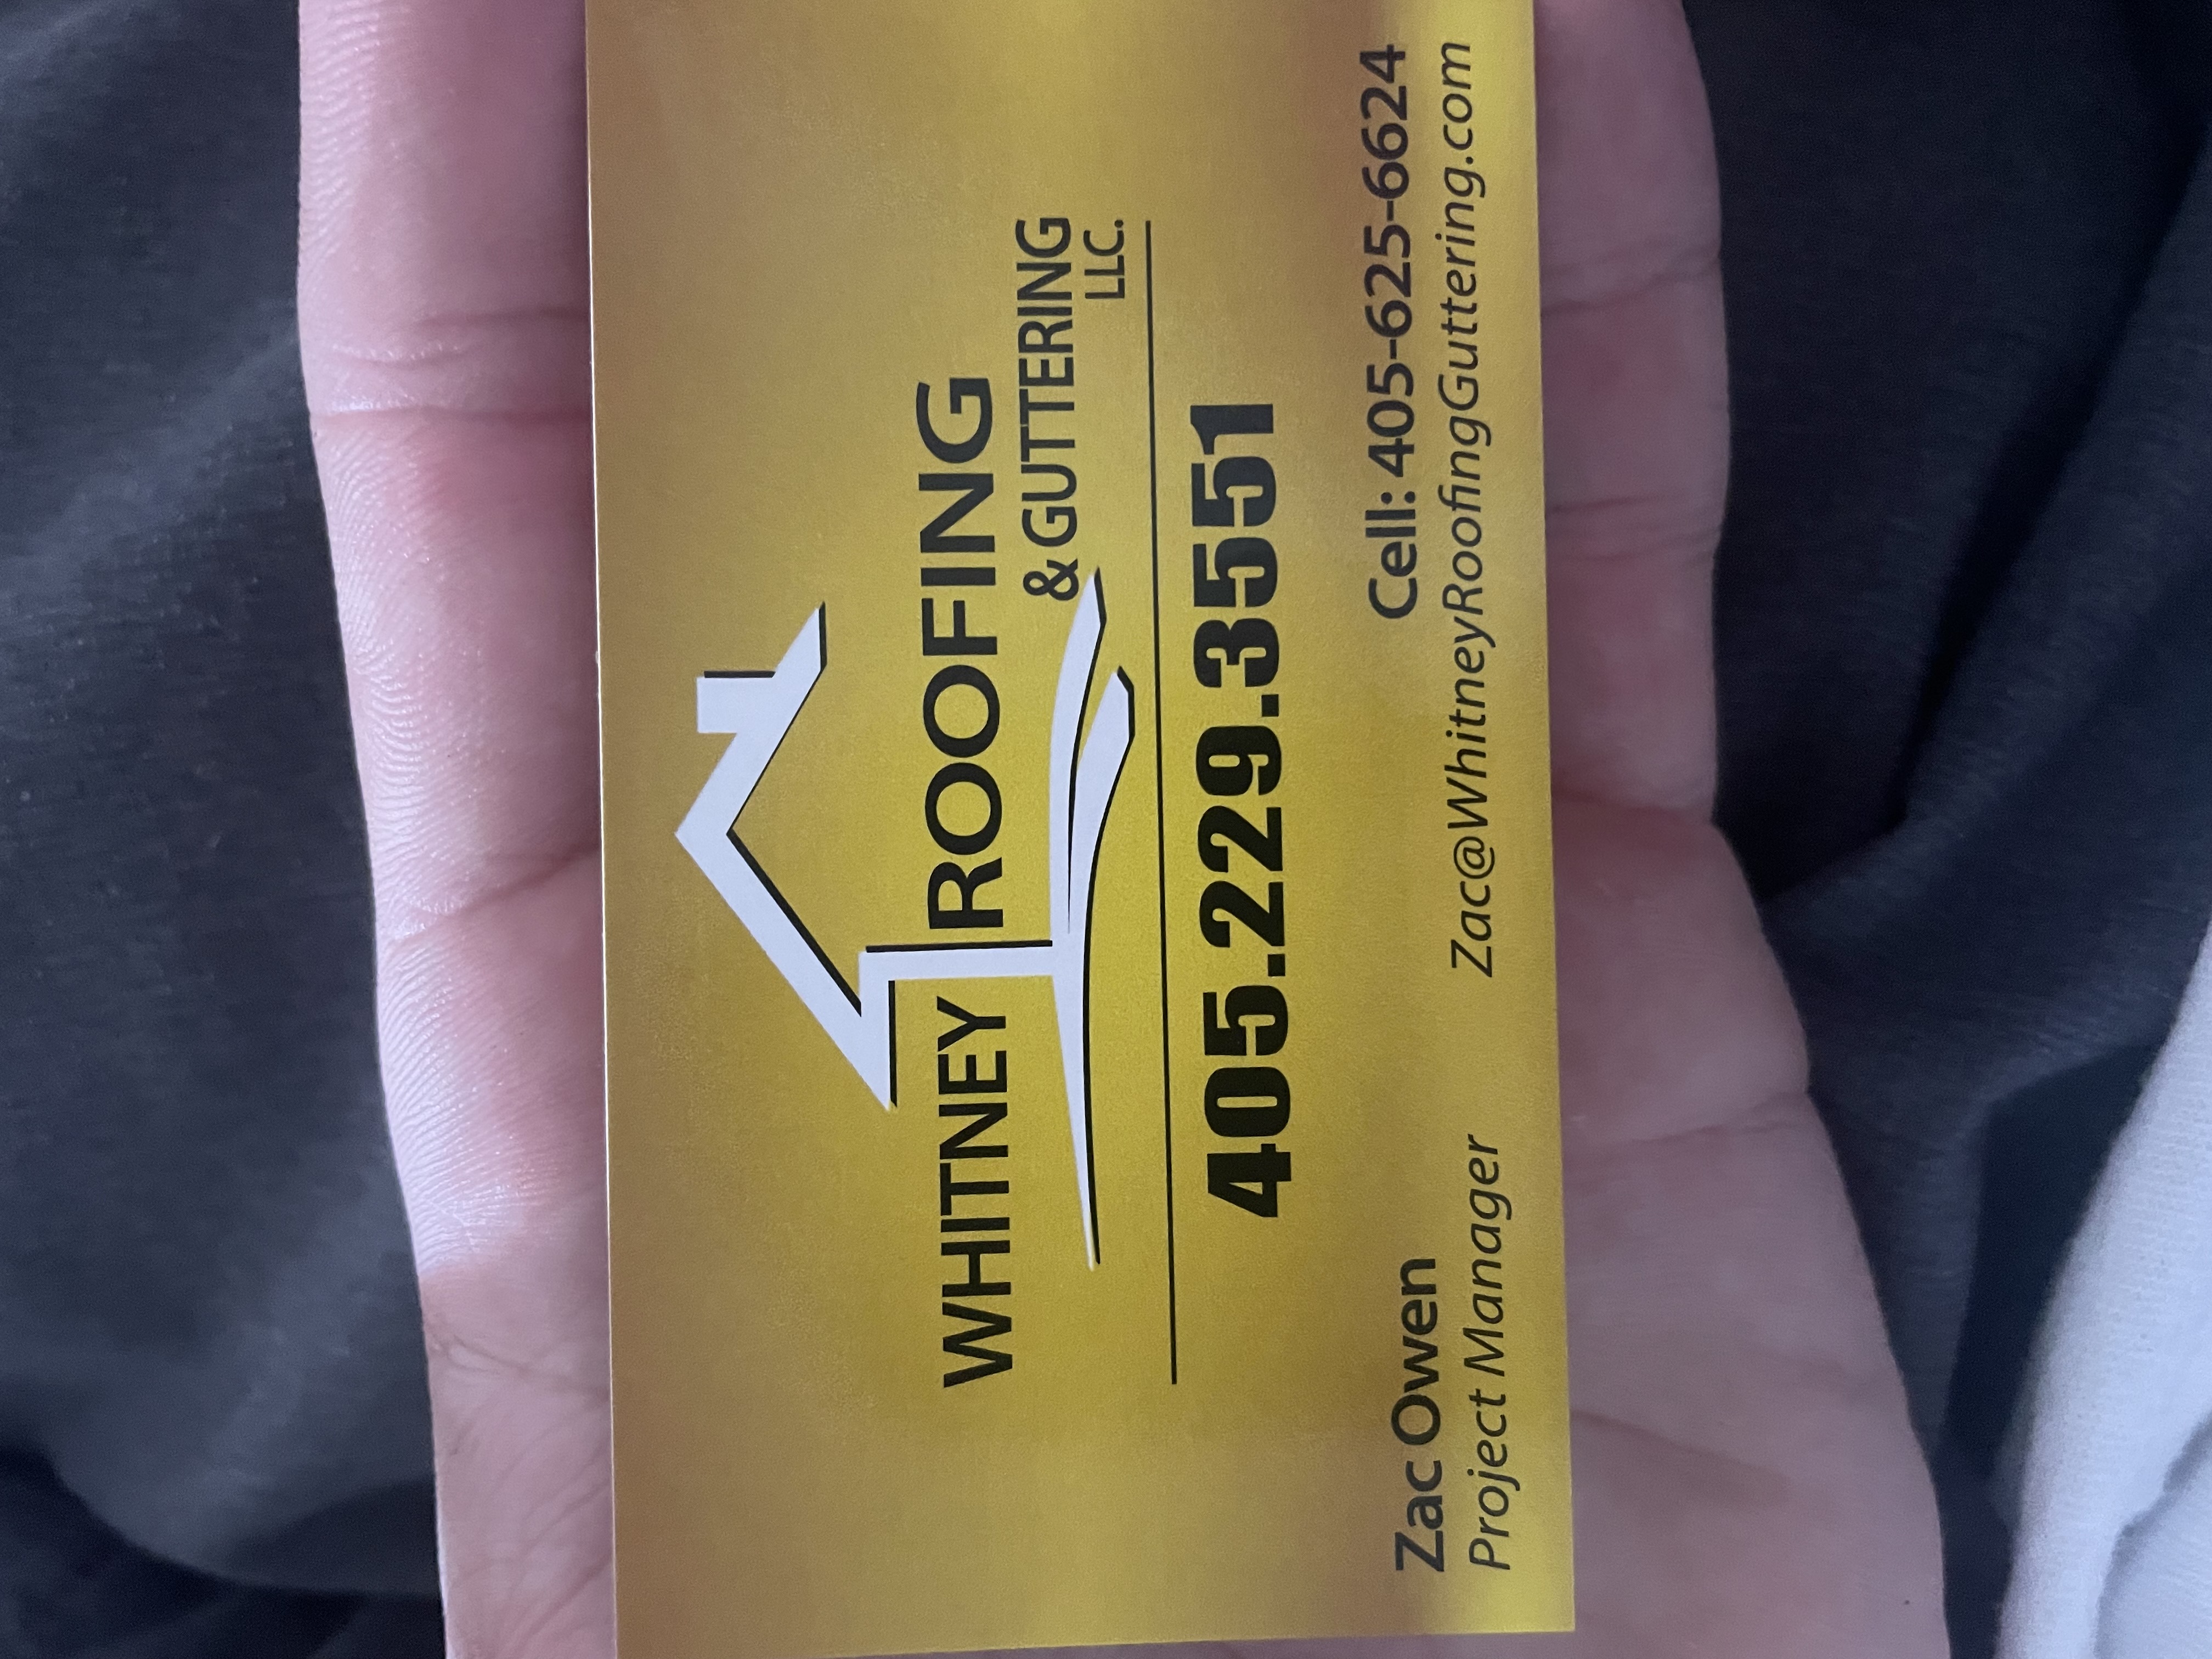 WHITNEY ROOFING
& GUTTERING
LLC.
405.229.3551
Zac Owen
Project Manager
Cell: 405-625-6624
Zac@WhitneyRoofingGuttering.com